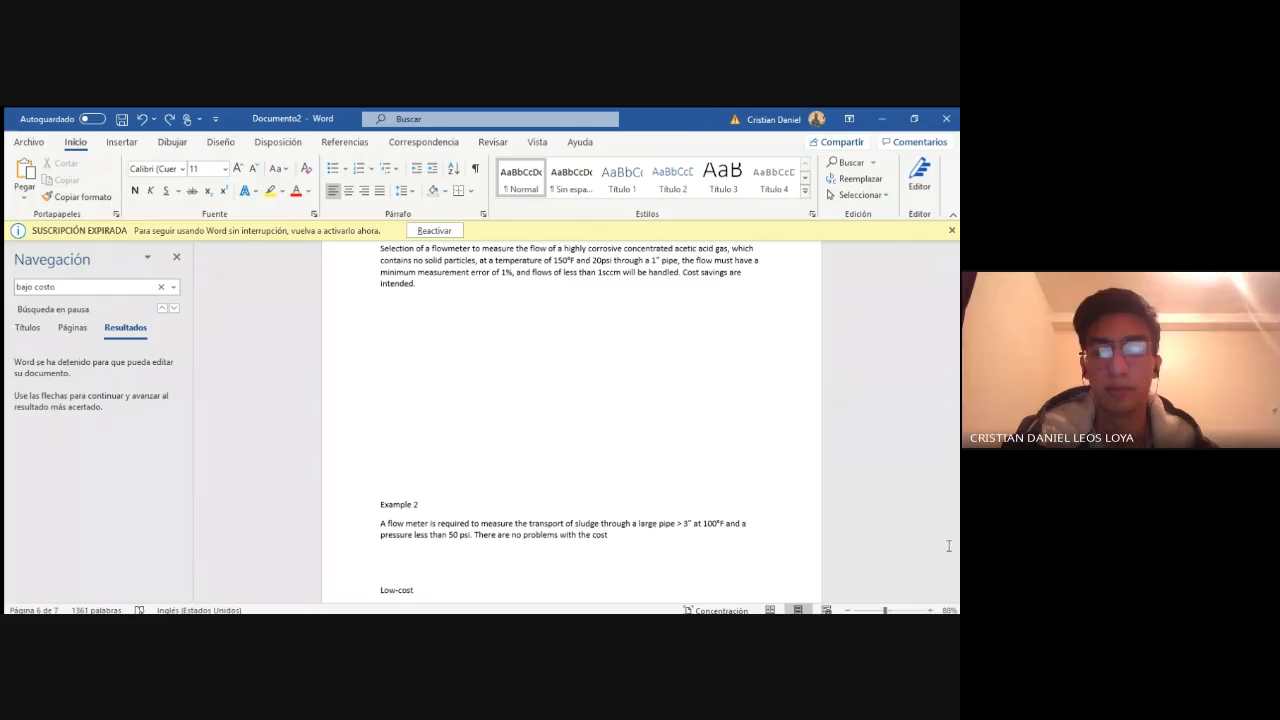 Autoguardado
Documento2 - Word
Buscar
Cristian Daniel
Archivo Inicio Insertar Dibujar Diseño Disposición Referencias Correspondencia Revisar Vista Ayuda
Compartir Comentarios
Pegar
Cortar
Copiar
Copiar formato
Portapapeles
Calibri (Cuer 11
Fuente
Párrafo
AaBbCcDc AaBbCcDc AaBbCcC AaBbCcC AaB AaBbCcC
¶ Normal ¶ Sin espa... Título 1 Título 2 Título 3 Título 4
Estilos
Buscar
Reemplazar
Seleccionar
Edición
Editor
Editor
SUSCRIPCIÓN EXPIRADA Para seguir usando Word sin interrupción, vuelva a activarlo ahora. Reactivar
Navegación
bajo costo
Búsqueda en pausa
Títulos Páginas Resultados
Word se ha detenido para que pueda editar
su documento.
Use las flechas para continuar y avanzar al
resultado más acertado.
Selection of a flowmeter to measure the flow of a highly corrosive concentrated acetic acid gas, which
contains no solid particles, at a temperature of 150°F and 20psi through a 1" pipe, the flow must have a
minimum measurement error of 1%, and flows of less than 1sccm will be handled. Cost savings are
intended.
Example 2
A flow meter is required to measure the transport of sludge through a large pipe > 3" at 100°F and a
pressure less than 50 psi. There are no problems with the cost
Low-cost
Página 6 de 7 1361 palabras Inglés (Estados Unidos) Concentración 88%
CRISTIAN DANIEL LEOS LOYA